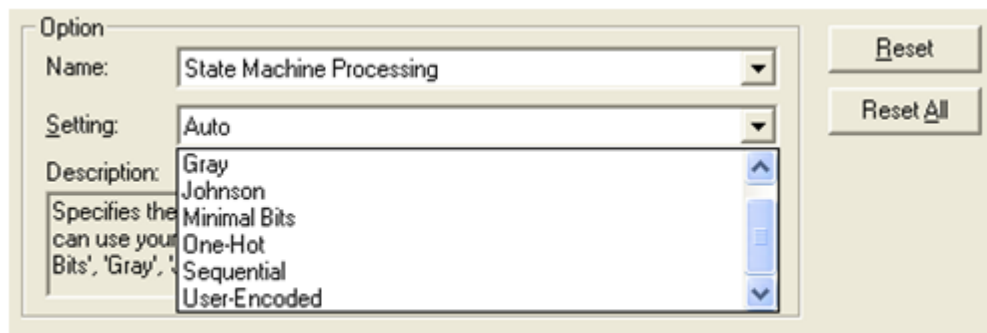 Option
Name:
State Machine Processing
Reset
Setting:
Auto
Reset All
Description:
Gray
Johnson
Minimal Bits
One-Hot
Sequential
User-Encoded
Specifies the
can use your
Bits', 'Gray', '